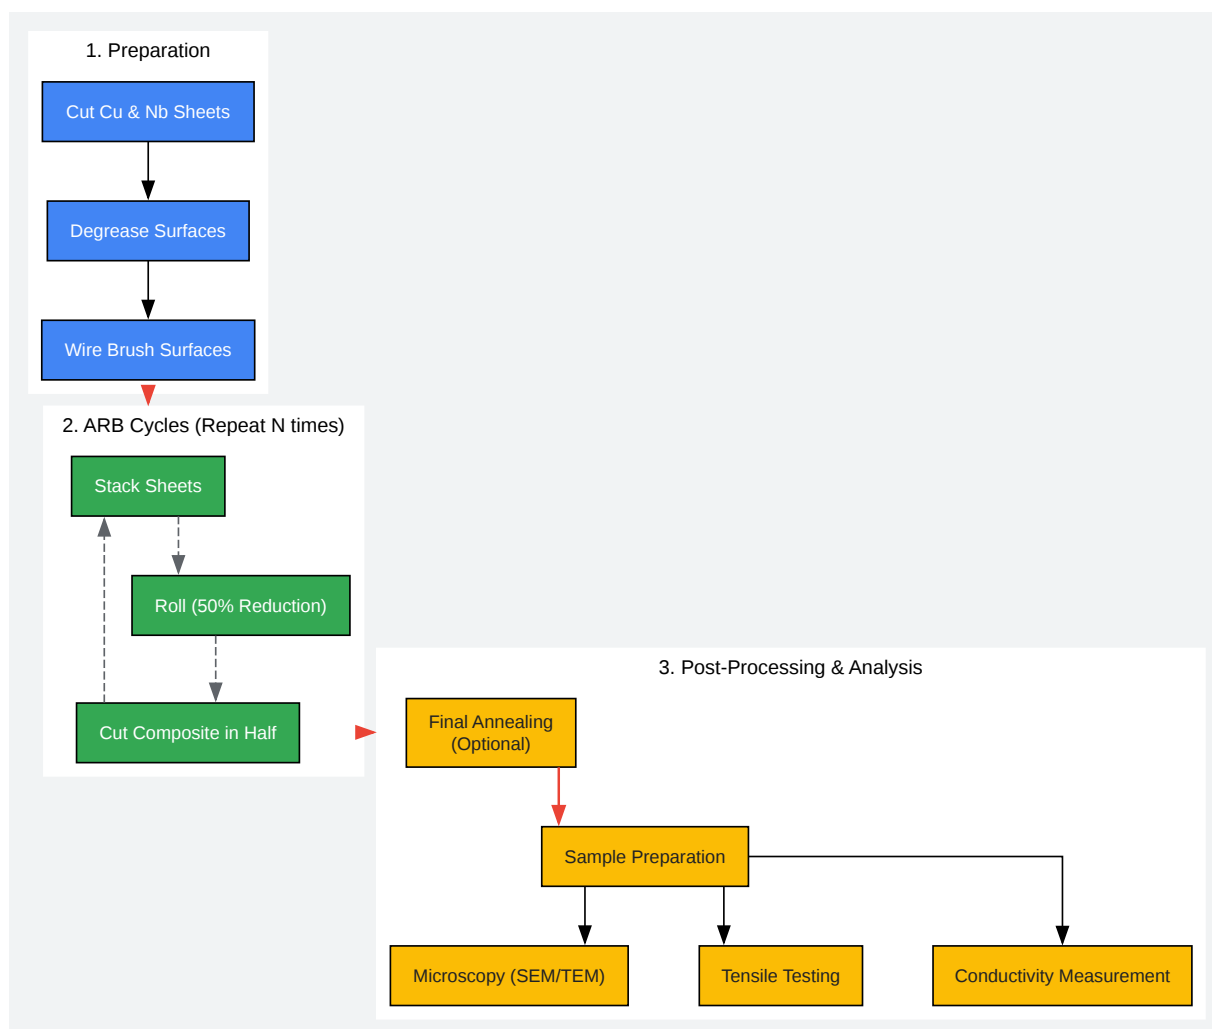 1. Preparation
Cut Cu & Nb Sheets
Degrease Surfaces
Wire Brush Surfaces
2. ARB Cycles (Repeat N times)
Stack Sheets
Roll (50% Reduction)
Cut Composite in Half
3. Post-Processing & Analysis
Final Annealing
(Optional)
Sample Preparation
Microscopy (SEM/TEM)
Tensile Testing
Conductivity Measurement